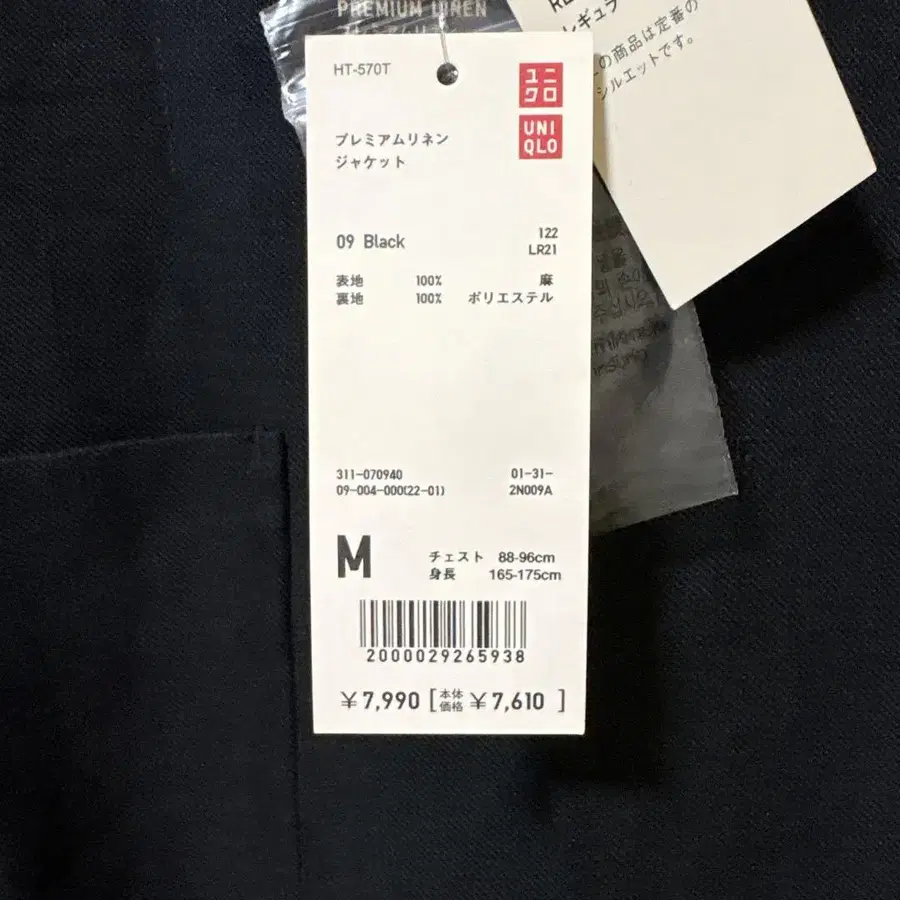 PREMIUM LINEN
HT-570T
ユニ
クロ
UNI
QLO
プレミアムリネン
ジャケット
09 Black
122
LR21
表地 100% 麻
裏地 100% ポリエステル
311-070940 01-31-
09-004-000(22-01) 2N009A
M
チェスト 88-96cm
身長 165-175cm
2000029265938
¥7,990 [本体価格 ¥7,610 ]
レギュラ
の商品は定番の
シルエットです。